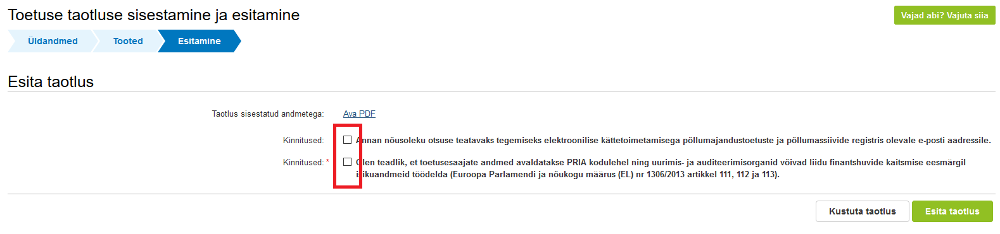 Toetuse taotluse sisestamine ja esitamine
Vajad abi? Vajuta siia
Üldandmed
Tooted
Esitamine
Esita taotlus
Taotlus sisestatud andmetega:
Ava PDF
Kinnitused:
Annan nõusoleku otsuse teatavaks tegemiseks elektroonilise kättetoimetamisega põllumajandustoetuste ja põllumassiivide registris olevale e-posti aadressile.
Kinnitused: *
Olen teadlik, et toetusesaajate andmed avaldatakse PRIA kodulehel ning uurimis- ja auditeerimisorganid võivad liidu finantshuvide kaitsmise eesmärgil
isikuandmeid töödelda (Euroopa Parlamendi ja nõukogu määrus (EL) nr 1306/2013 artikkel 111, 112 ja 113).
Kustuta taotlus
Esita taotlus